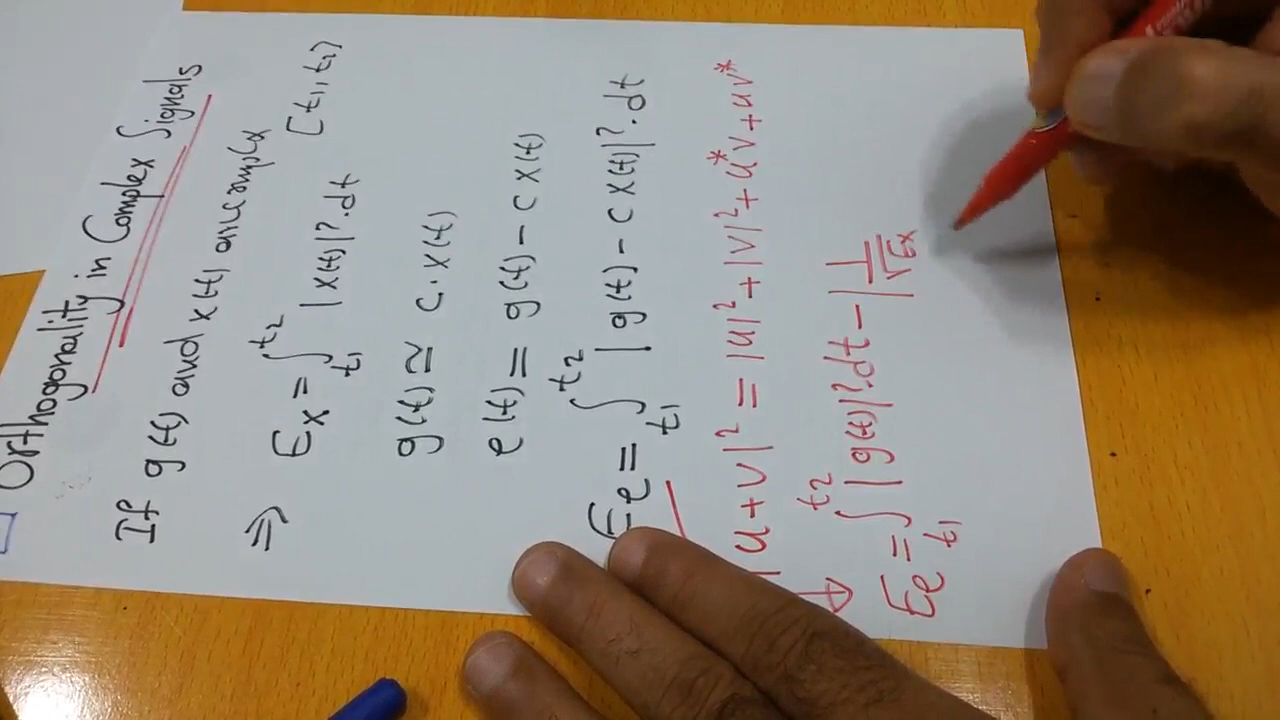 Orthogonality in Complex Signals
If g(t) and x(t) are complex
⇒ Ex = ∫_{t1}^{t2} |x(t)|².dt [t1, t2]
g(t) ≃ c.x(t)
e(t) = g(t) - c x(t)
Ee = ∫_{t1}^{t2} |g(t) - c x(t)|².dt
|u+v|² = |u|² + |v|² + u*v + uv*
Ee = ∫_{t1}^{t2} |g(t)|².dt - |1/√Ex